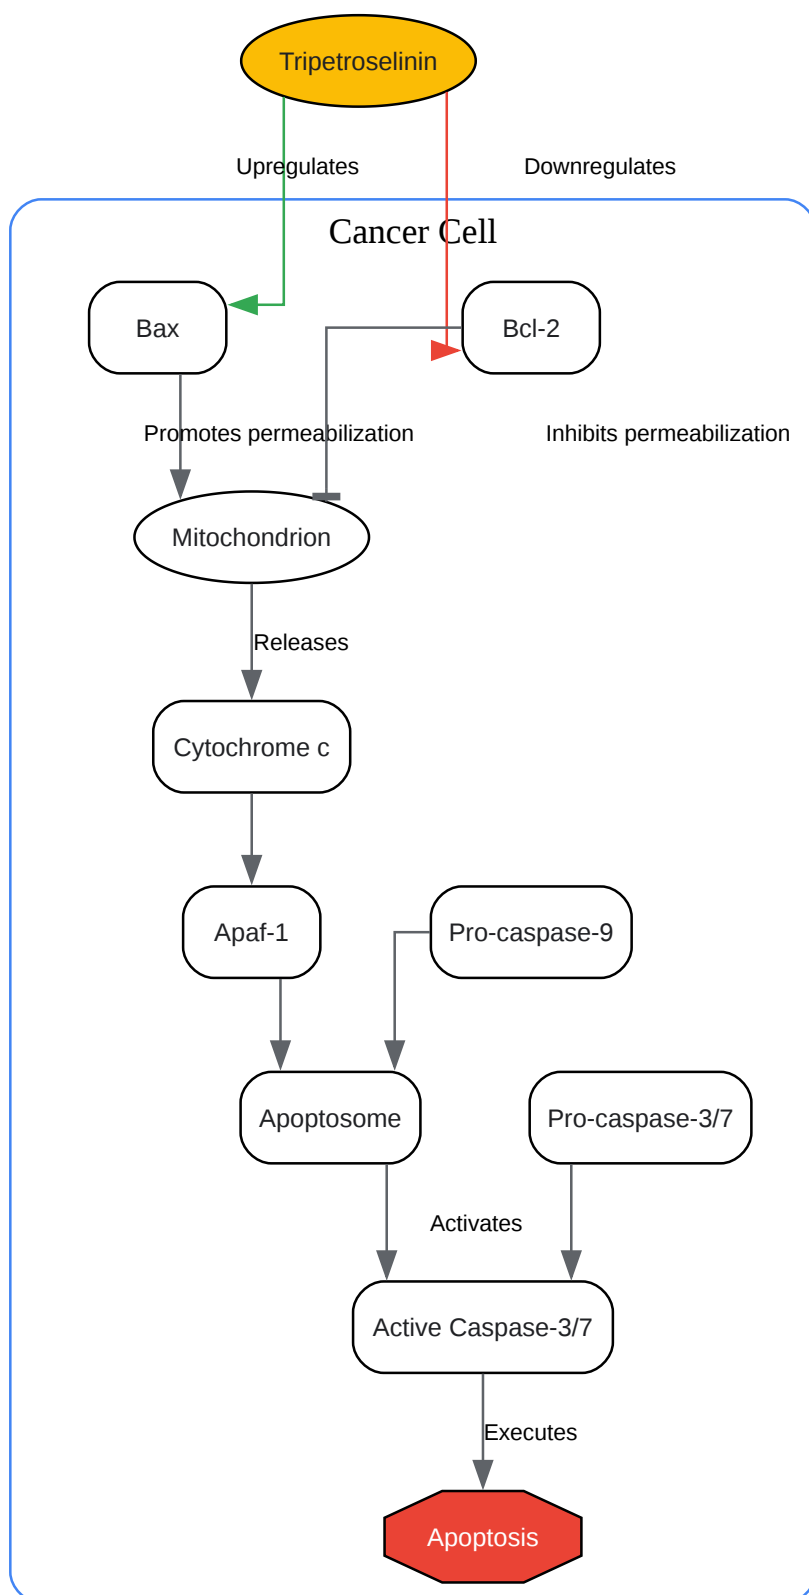 Tripetroselinin
Upregulates
Downregulates
Cancer Cell
Bax
Bcl-2
Promotes permeabilization
Inhibits permeabilization
Mitochondrion
Releases
Cytochrome c
Apaf-1
Pro-caspase-9
Apoptosome
Pro-caspase-3/7
Activates
Active Caspase-3/7
Executes
Apoptosis